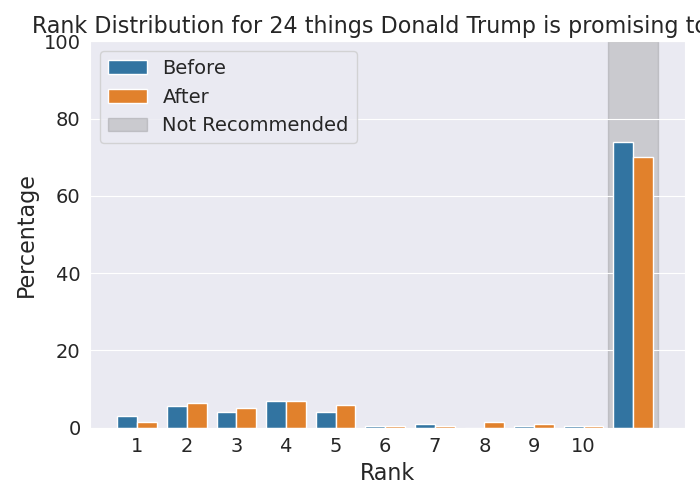 Rank Distribution for 24 things Donald Trump is promising to
100
80
60
40
20
0
Percentage
Before
After
Not Recommended
1 2 3 4 5 6 7 8 9 10
Rank